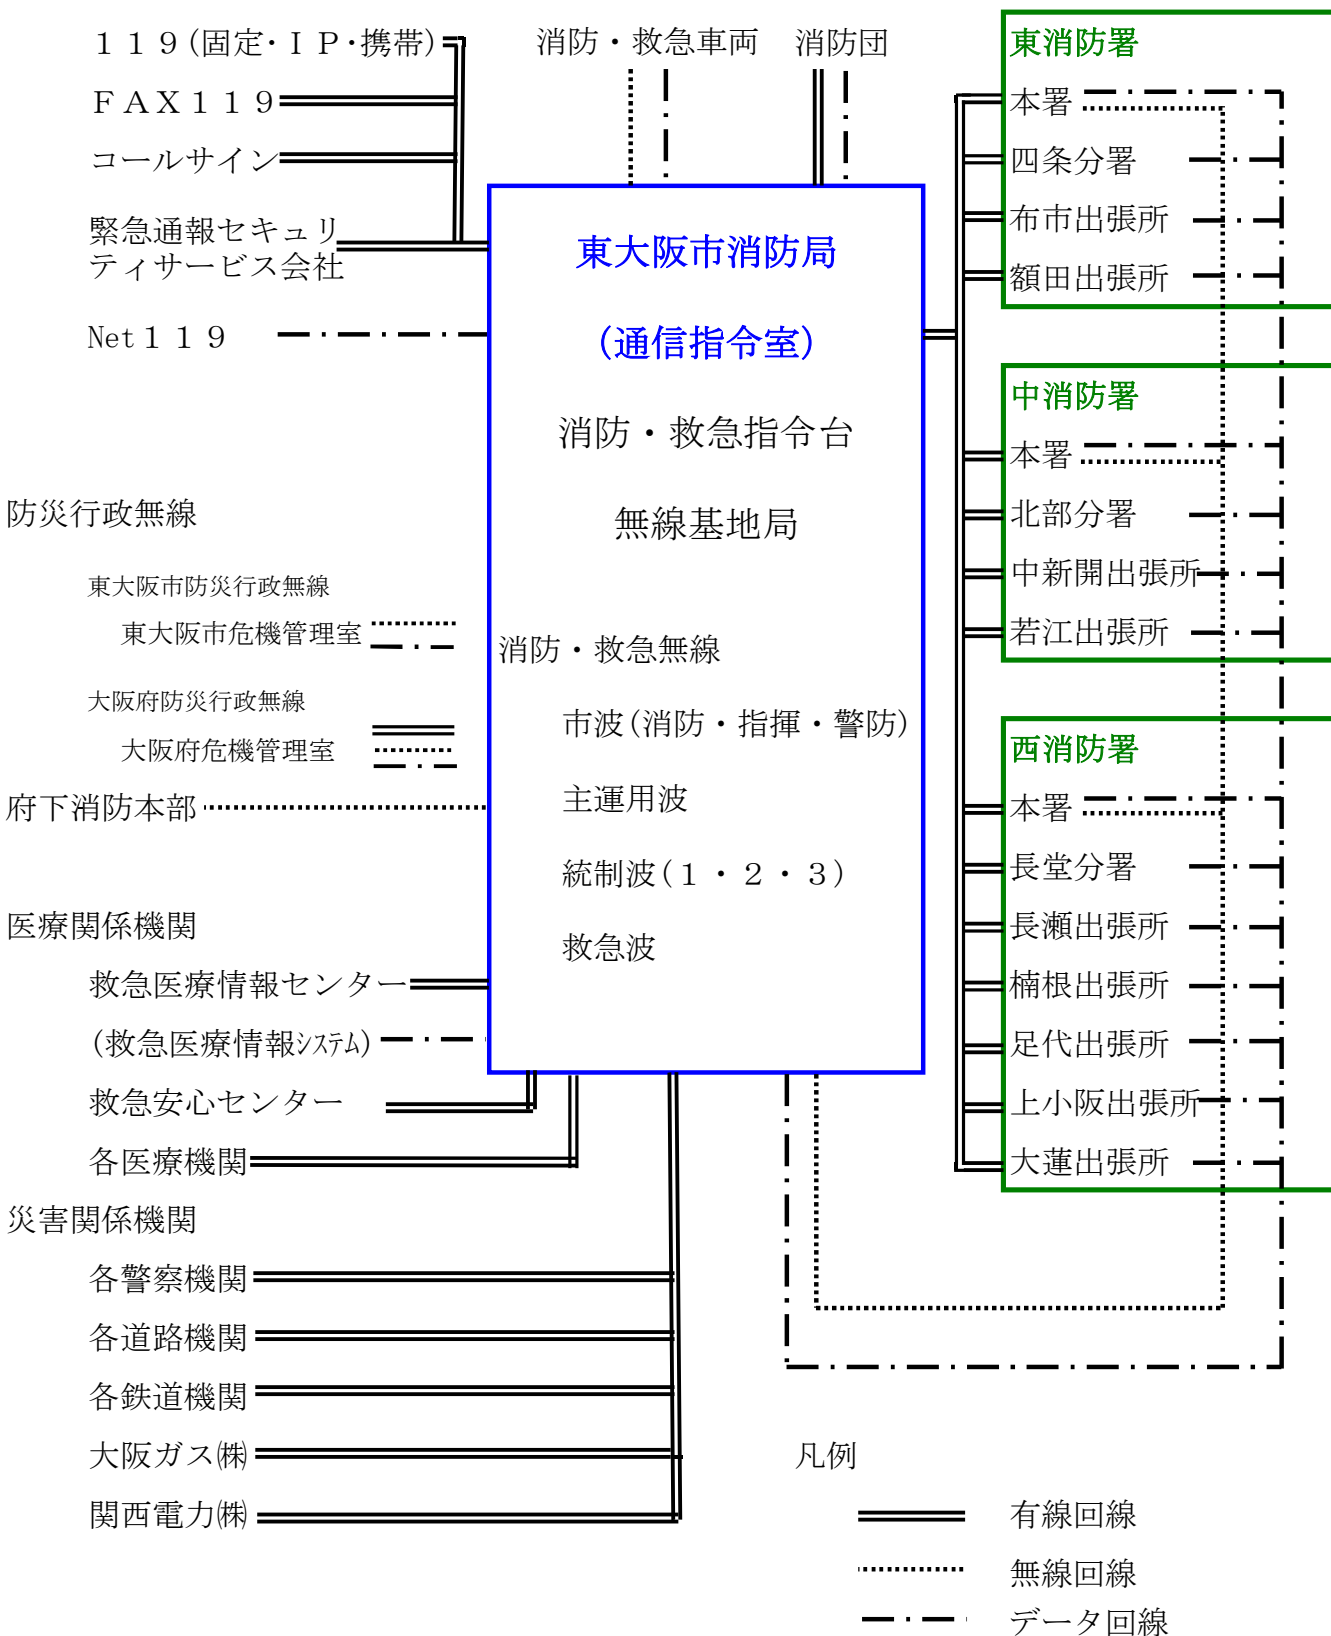 １１９(固定・ＩＰ・携帯)
ＦＡＸ１１９
コールサイン
緊急通報セキュリ
ティサービス会社
Net１１９
消防・救急車両
消防団
東大阪市消防局
(通信指令室)
消防・救急指令台
無線基地局
消防・救急無線
市波(消防・指揮・警防)
主運用波
統制波(１・２・３)
救急波
防災行政無線
東大阪市防災行政無線
東大阪市危機管理室
大阪府防災行政無線
大阪府危機管理室
府下消防本部
医療関係機関
救急医療情報センター
(救急医療情報ｼｽﾃﾑ)
救急安心センター
各医療機関
災害関係機関
各警察機関
各道路機関
各鉄道機関
大阪ガス㈱
関西電力㈱
東消防署
本署
四条分署
布市出張所
額田出張所
中消防署
本署
北部分署
中新開出張所
若江出張所
西消防署
本署
長堂分署
長瀬出張所
楠根出張所
足代出張所
上小阪出張所
大蓮出張所
凡例
有線回線
無線回線
データ回線